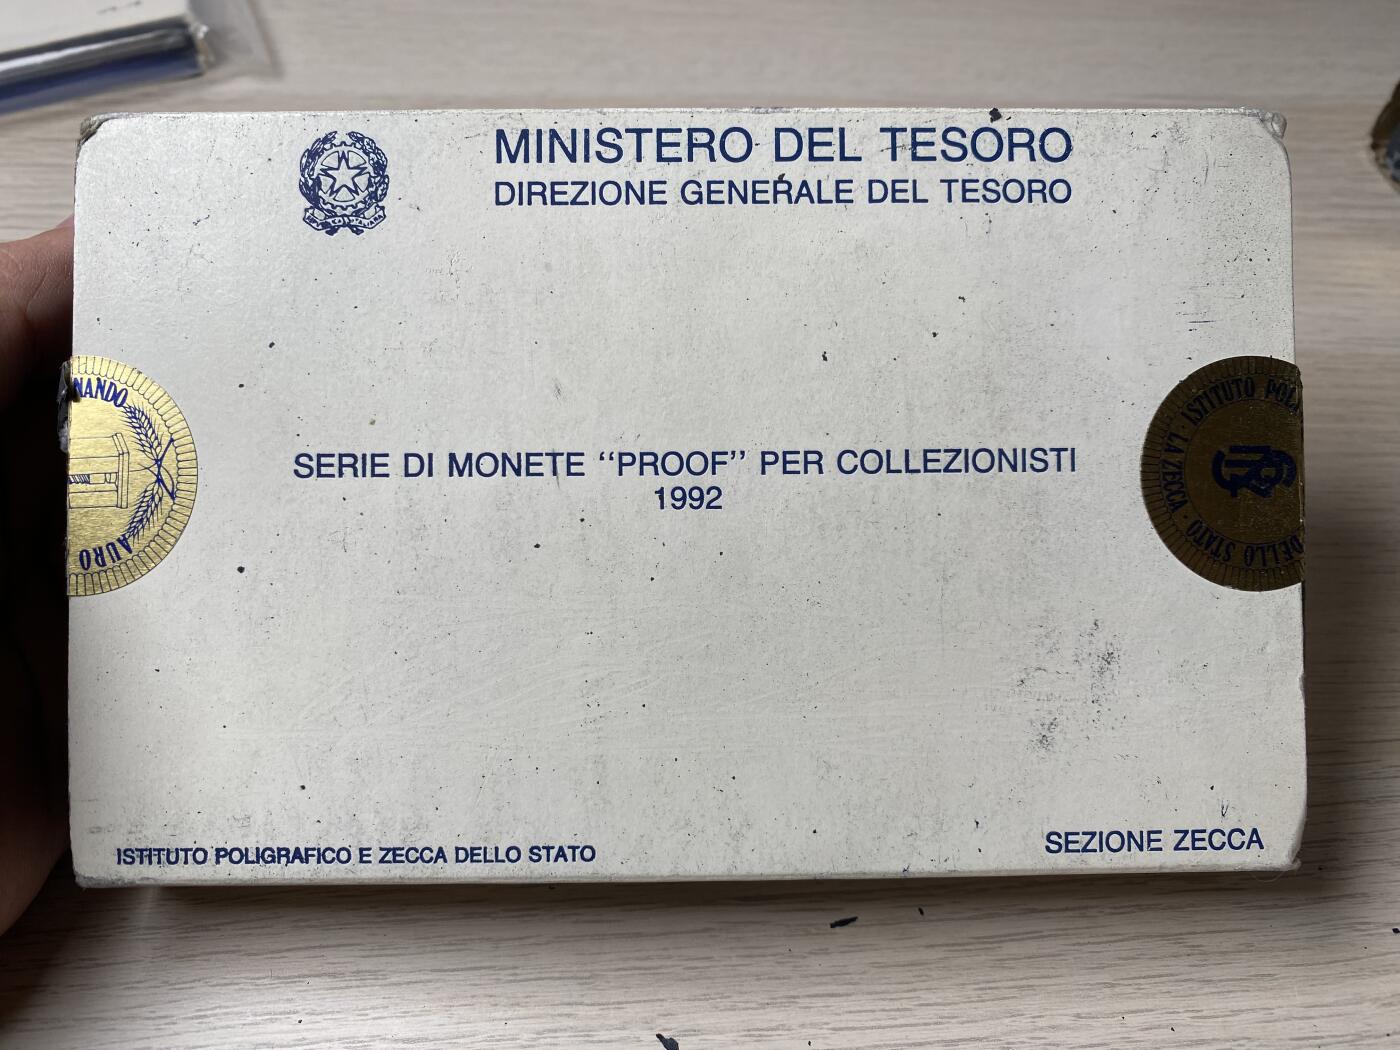 MINISTERO DEL TESORO
DIREZIONE GENERALE DEL TESORO
NANDO
AURO
ISTITUTO POLI
DELLO STATO
LA ZECCA
SERIE DI MONETE ‘‘PROOF’’ PER COLLEZIONISTI
1992
ISTITUTO POLIGRAFICO E ZECCA DELLO STATO
SEZIONE ZECCA